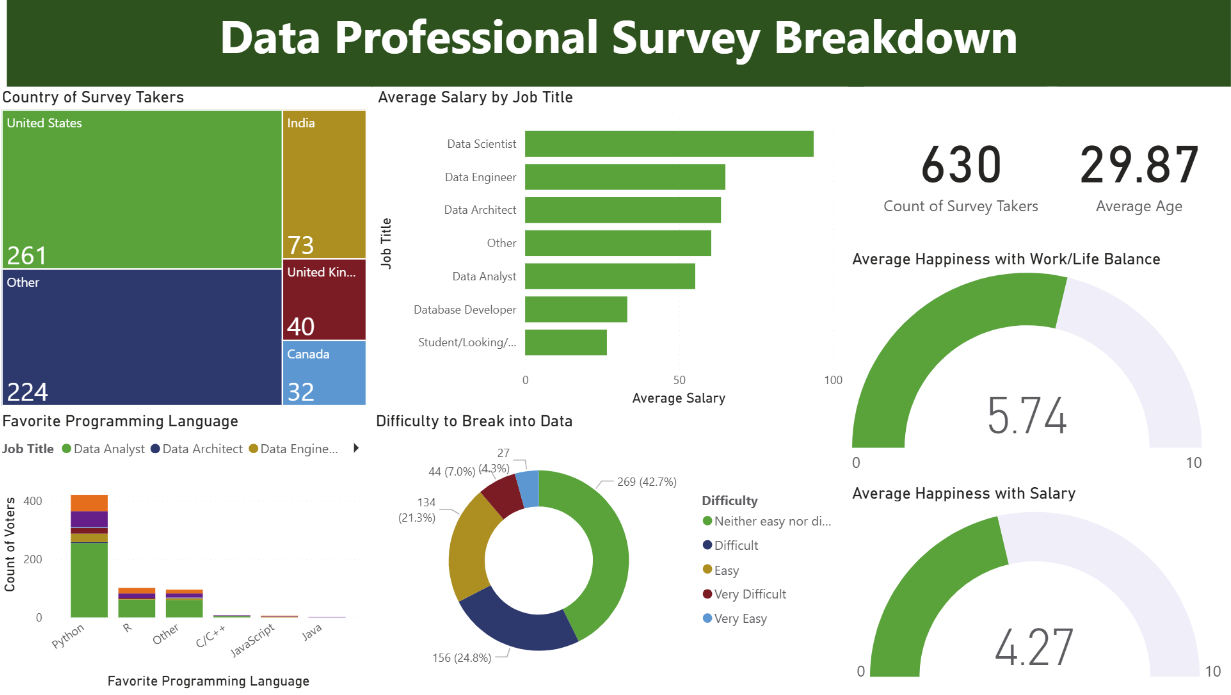 Data Professional Survey Breakdown
Country of Survey Takers
United States
261
Other
224
India
73
United Kin...
40
Canada
32
Average Salary by Job Title
Job Title
Data Scientist
Data Engineer
Data Architect
Other
Data Analyst
Database Developer
Student/Looking/...
0 50 100
Average Salary
630
Count of Survey Takers
29.87
Average Age
Average Happiness with Work/Life Balance
5.74
0 10
Favorite Programming Language
Job Title Data Analyst Data Architect Data Engine...
Count of Voters
400
200
0
Python R Other C/C++ JavaScript Java
Favorite Programming Language
Difficulty to Break into Data
27
(4.3%)
44 (7.0%)
134
(21.3%)
269 (42.7%)
156 (24.8%)
Difficulty
Neither easy nor di...
Difficult
Easy
Very Difficult
Very Easy
Average Happiness with Salary
4.27
0 10